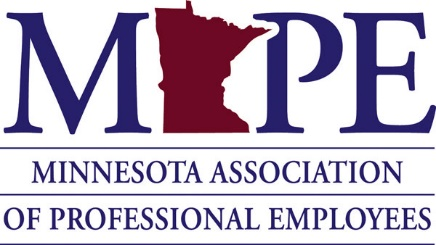 M PE
MINNESOTA ASSOCIATION
OF PROFESSIONAL EMPLOYEES